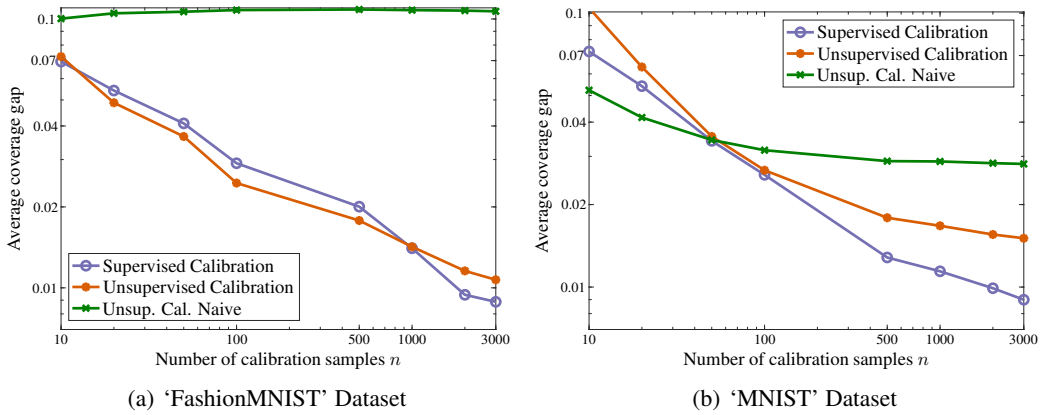 0.1
0.07
0.04
0.02
0.01
Average coverage gap
Supervised Calibration
Unsupervised Calibration
Unsup. Cal. Naive
10 100 500 1000 3000
Number of calibration samples n
(a) ‘FashionMNIST’ Dataset
0.1
0.07
0.04
0.02
0.01
Average coverage gap
Supervised Calibration
Unsupervised Calibration
Unsup. Cal. Naive
10 100 500 1000 3000
Number of calibration samples n
(b) ‘MNIST’ Dataset